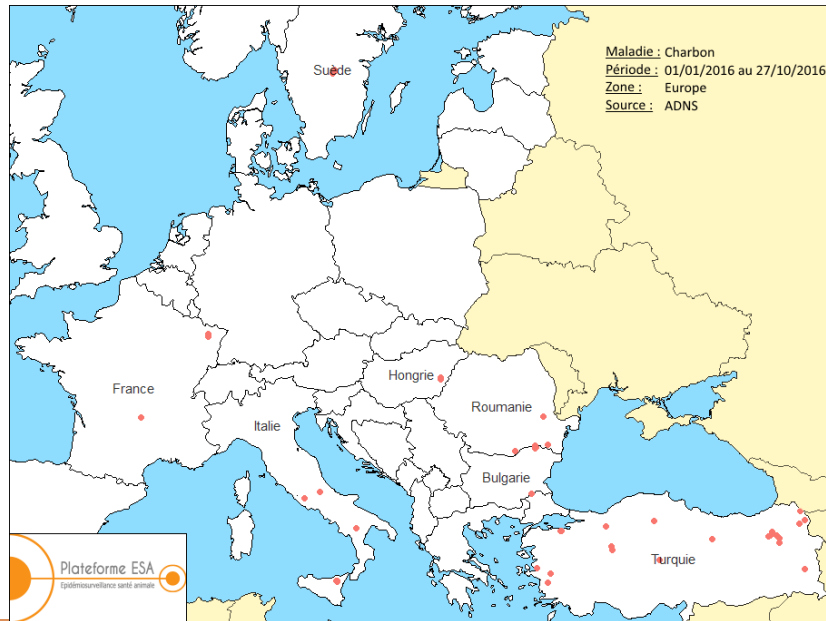 Maladie : Charbon
Période : 01/01/2016 au 27/10/2016
Zone : Europe
Source : ADNS
Suède
France
Hongrie
Roumanie
Italie
Bulgarie
Turquie
Plateforme ESA
Epidémiosurveillance santé animale